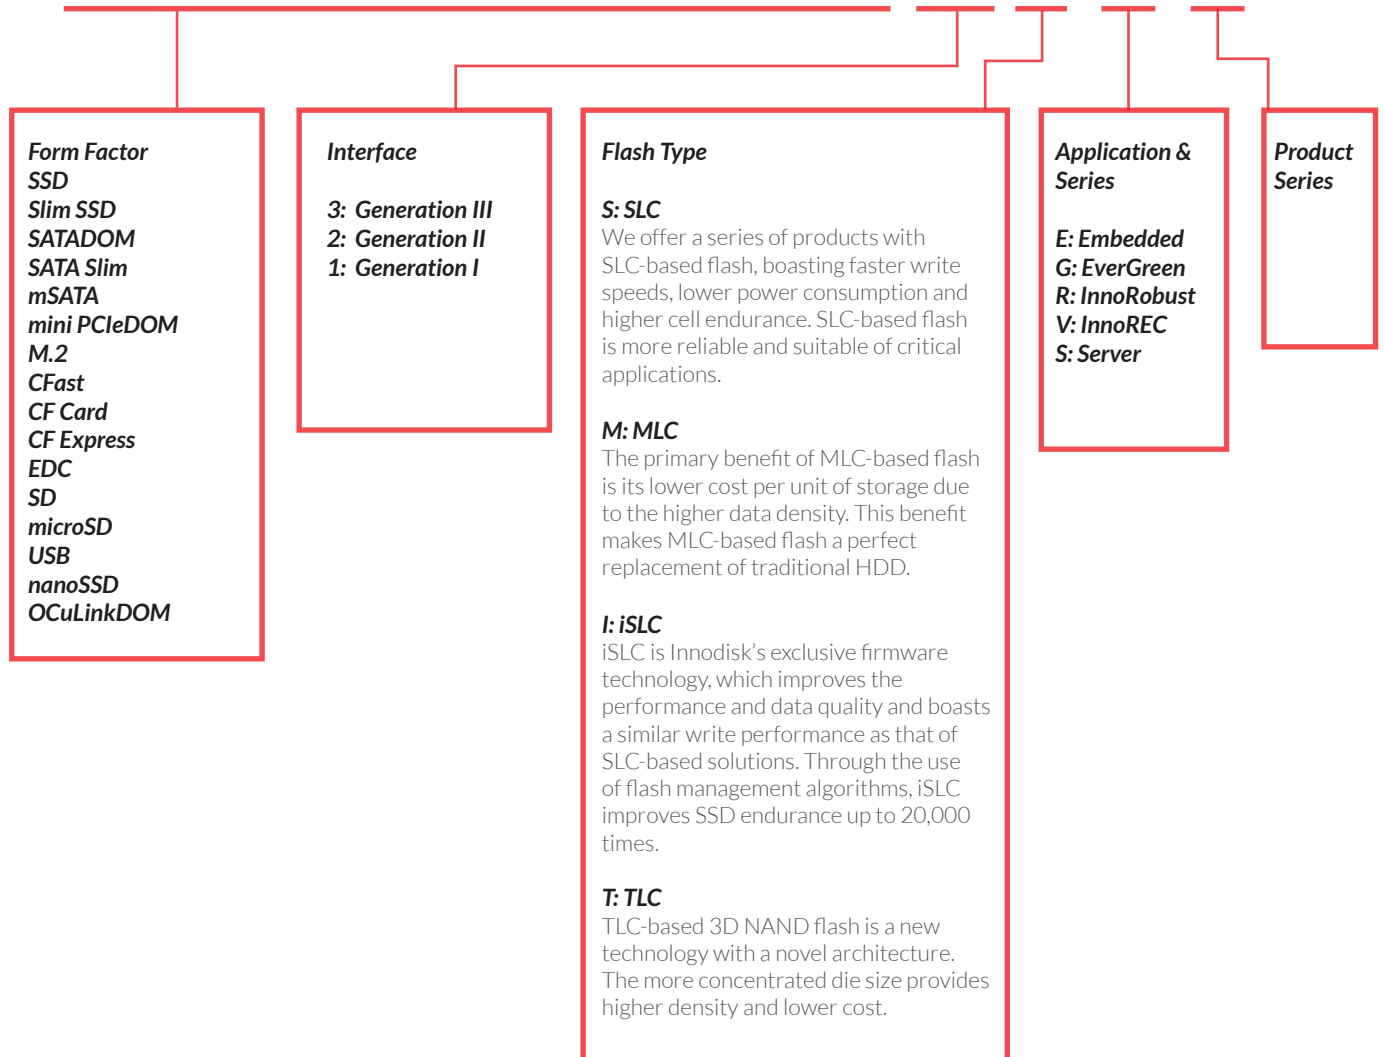 Form Factor
SSD
Slim SSD
SATADOM
SATA Slim
mSATA
mini PCIeDOM
M.2
CFast
CF Card
CF Express
EDC
SD
microSD
USB
nanoSSD
OCuLinkDOM
Interface
3: Generation III
2: Generation II
1: Generation I
Flash Type
S: SLC
We offer a series of products with
SLC-based flash, boasting faster write
speeds, lower power consumption and
higher cell endurance. SLC-based flash
is more reliable and suitable of critical
applications.
M: MLC
The primary benefit of MLC-based flash
is its lower cost per unit of storage due
to the higher data density. This benefit
makes MLC-based flash a perfect
replacement of traditional HDD.
I: iSLC
iSLC is Innodisk’s exclusive firmware
technology, which improves the
performance and data quality and boasts
a similar write performance as that of
SLC-based solutions. Through the use
of flash management algorithms, iSLC
improves SSD endurance up to 20,000
times.
T: TLC
TLC-based 3D NAND flash is a new
technology with a novel architecture.
The more concentrated die size provides
higher density and lower cost.
Application &
Series
E: Embedded
G: EverGreen
R: InnoRobust
V: InnoREC
S: Server
Product
Series